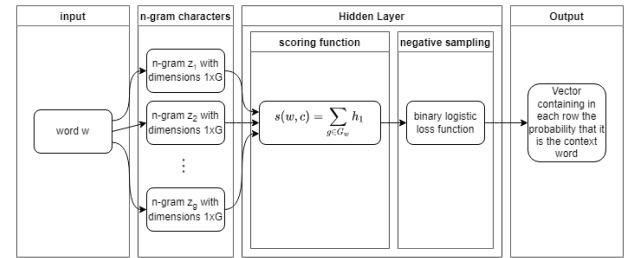 input
n-gram characters
Hidden Layer
Output
scoring function
negative sampling
word w
n-gram z₁ with
dimensions 1xG
n-gram z₂ with
dimensions 1xG
⋮
n-gram z_g with
dimensions 1xG
s(w, c) = ∑_{g∈G_w} h₁
binary logistic
loss function
Vector
containing in
each row the
probability that it
is the context
word